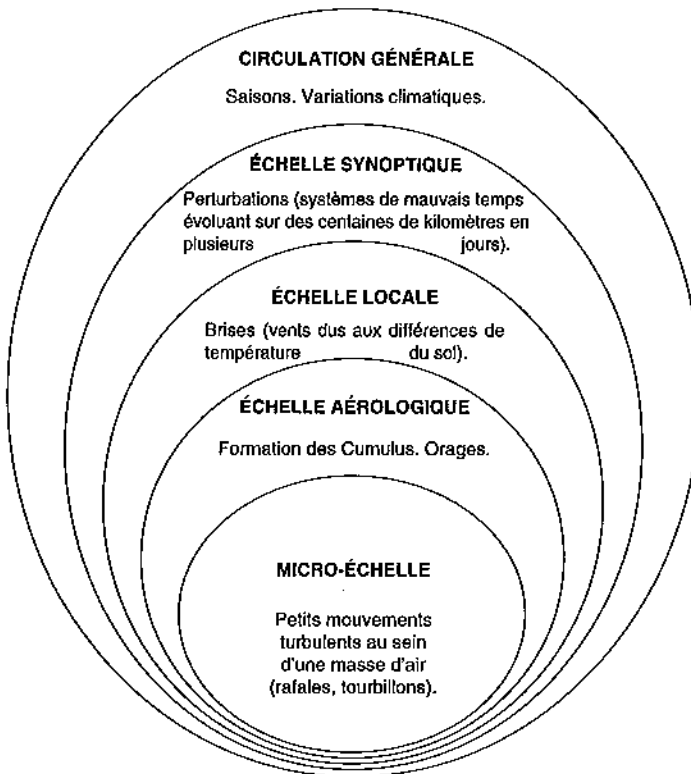 CIRCULATION GÉNÉRALE
Saisons. Variations climatiques.
ÉCHELLE SYNOPTIQUE
Perturbations (systèmes de mauvais temps
évoluant sur des centaines de kilomètres en
plusieurs jours).
ÉCHELLE LOCALE
Brises (vents dus aux différences de
température du sol).
ÉCHELLE AÉROLOGIQUE
Formation des Cumulus. Orages.
MICRO-ÉCHELLE
Petits mouvements
turbulents au sein
d'une masse d'air
(rafales, tourbillons).